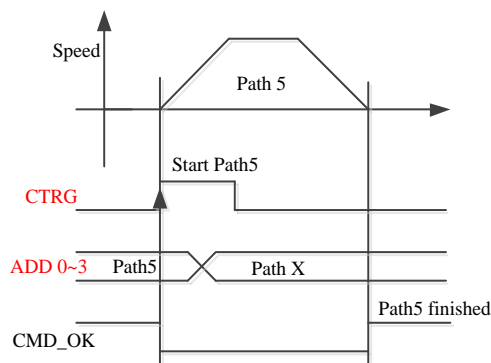 Speed
Path 5
Start Path5
CTRG
ADD 0~3
Path5
Path X
Path5 finished
CMD_OK